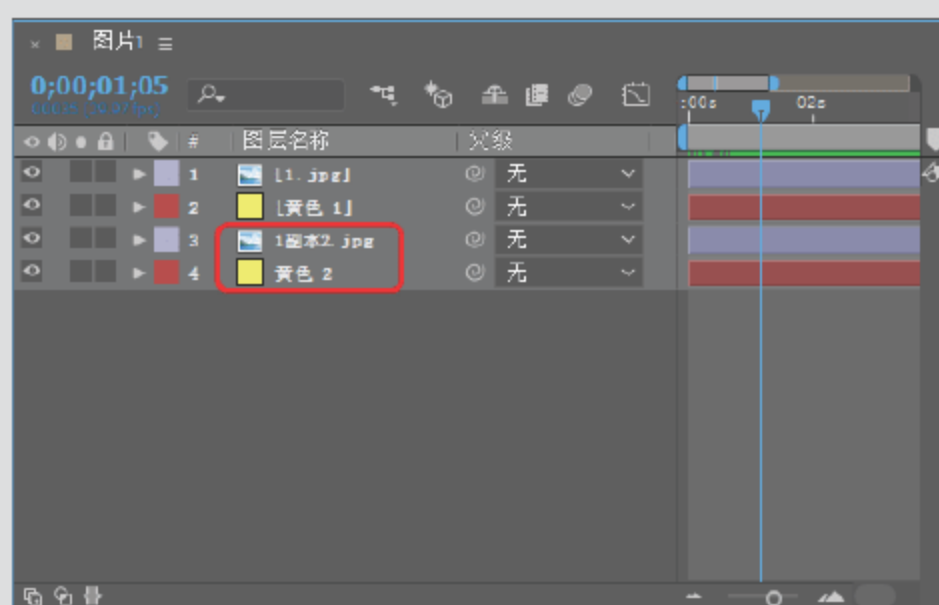 图片1
0;00;01;05
:00s 02s
# 图层名称 父级
1 [1.jpg] 无
2 [黄色 1] 无
3 1副本2.jpg 无
4 黄色 2 无